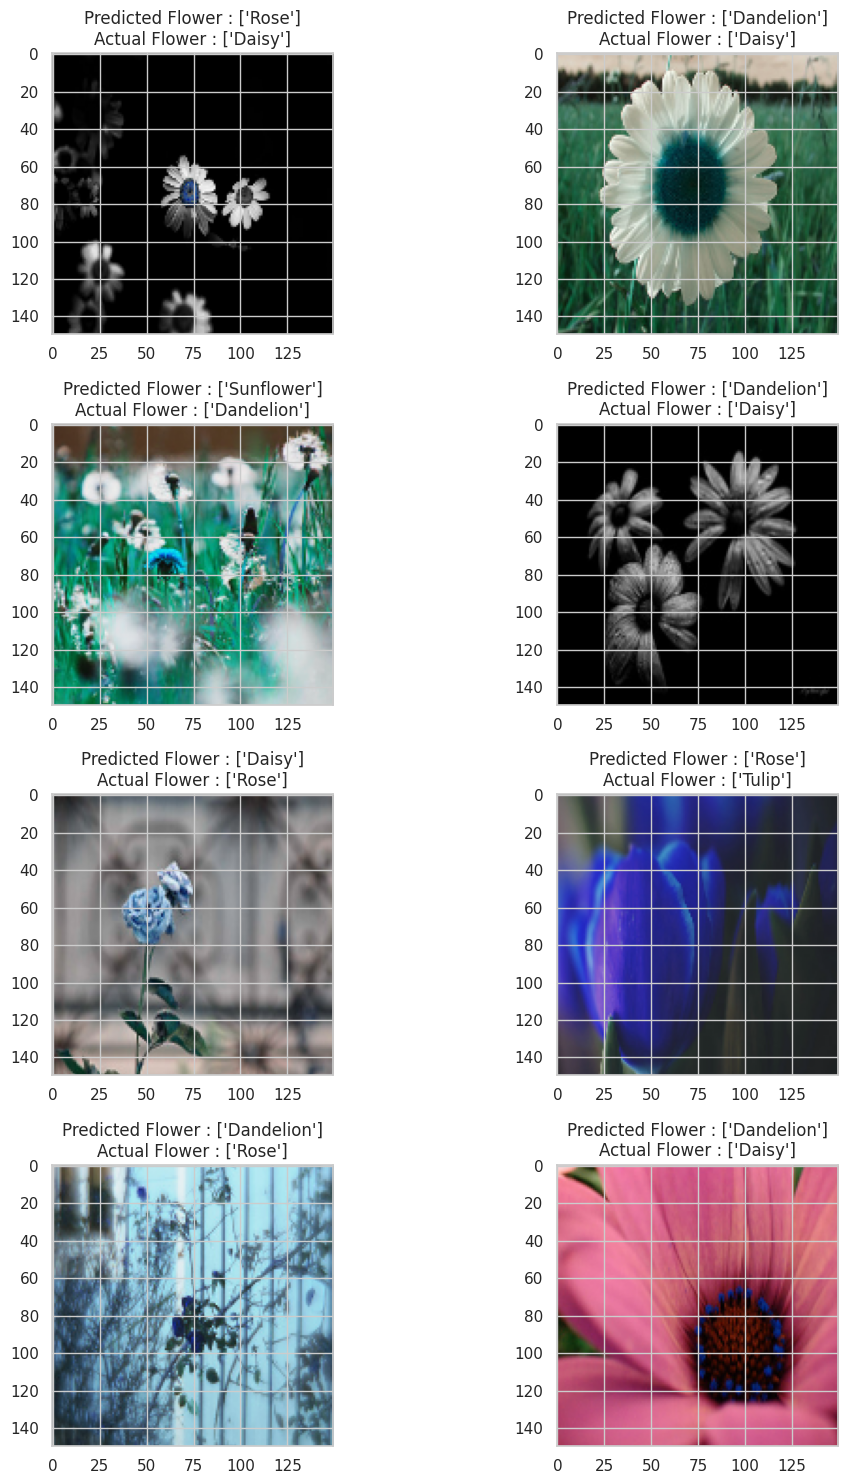 Predicted Flower : ['Rose']
Actual Flower : ['Daisy']
0
20
40
60
80
100
120
140
0 25 50 75 100 125
Predicted Flower : ['Dandelion']
Actual Flower : ['Daisy']
0
20
40
60
80
100
120
140
0 25 50 75 100 125
Predicted Flower : ['Sunflower']
Actual Flower : ['Dandelion']
0
20
40
60
80
100
120
140
0 25 50 75 100 125
Predicted Flower : ['Dandelion']
Actual Flower : ['Daisy']
0
20
40
60
80
100
120
140
0 25 50 75 100 125
Predicted Flower : ['Daisy']
Actual Flower : ['Rose']
0
20
40
60
80
100
120
140
0 25 50 75 100 125
Predicted Flower : ['Rose']
Actual Flower : ['Tulip']
0
20
40
60
80
100
120
140
0 25 50 75 100 125
Predicted Flower : ['Dandelion']
Actual Flower : ['Rose']
0
20
40
60
80
100
120
140
0 25 50 75 100 125
Predicted Flower : ['Dandelion']
Actual Flower : ['Daisy']
0
20
40
60
80
100
120
140
0 25 50 75 100 125